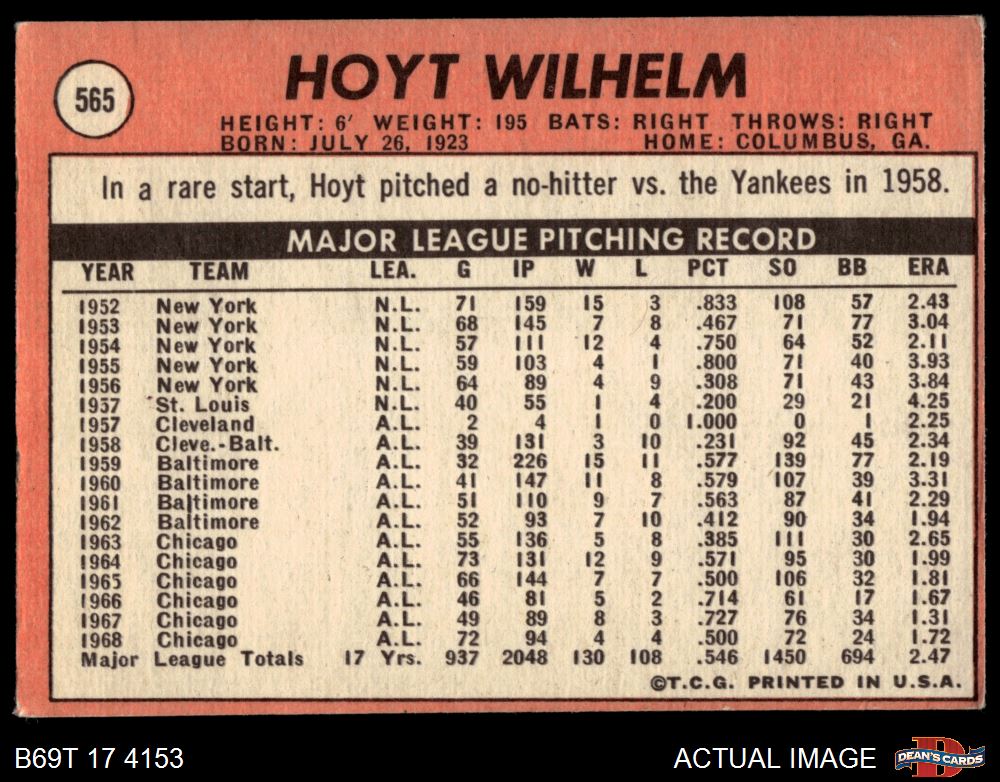 565
HOYT WILHELM
HEIGHT: 6' WEIGHT: 195 BATS: RIGHT THROWS: RIGHT
BORN: JULY 26, 1923 HOME: COLUMBUS, GA.
In a rare start, Hoyt pitched a no-hitter vs. the Yankees in 1958.
MAJOR LEAGUE PITCHING RECORD
YEAR TEAM LEA. G IP W L PCT SO BB ERA
1952 New York N.L. 71 159 15 3 .833 108 57 2.43
1953 New York N.L. 68 145 7 8 .467 71 77 3.04
1954 New York N.L. 57 111 12 4 .750 64 52 2.11
1955 New York N.L. 59 103 4 1 .800 71 40 3.93
1956 New York N.L. 64 89 4 9 .308 71 43 3.84
1957 St. Louis N.L. 40 55 1 4 .200 29 21 4.25
1957 Cleveland A.L. 2 4 1 0 1.000 0 1 2.25
1958 Cleve.-Balt. A.L. 39 131 3 10 .231 92 45 2.34
1959 Baltimore A.L. 32 226 15 11 .577 139 77 2.19
1960 Baltimore A.L. 41 147 11 8 .579 107 39 3.31
1961 Baltimore A.L. 51 110 9 7 .563 87 41 2.29
1962 Baltimore A.L. 52 93 7 10 .412 90 34 1.94
1963 Chicago A.L. 55 136 5 8 .385 111 30 2.65
1964 Chicago A.L. 73 131 12 9 .571 95 30 1.99
1965 Chicago A.L. 66 144 7 7 .500 106 32 1.81
1966 Chicago A.L. 46 81 5 2 .714 61 17 1.67
1967 Chicago A.L. 49 89 8 3 .727 76 34 1.31
1968 Chicago A.L. 72 94 4 4 .500 72 24 1.72
Major League Totals 17 Yrs. 937 2048 130 108 .546 1450 694 2.47
©T.C.G. PRINTED IN U.S.A.
B69T 17 4153 ACTUAL IMAGE D DEAN'S CARDS